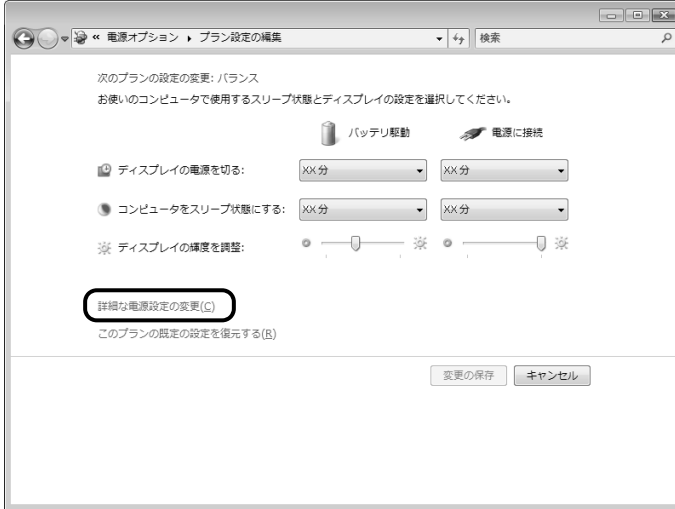 « 電源オプション ▸ プラン設定の編集 検索
次のプランの設定の変更: バランス
お使いのコンピュータで使用するスリープ状態とディスプレイの設定を選択してください。
バッテリ駆動 電源に接続
ディスプレイの電源を切る: XX分 XX分
コンピュータをスリープ状態にする: XX分 XX分
ディスプレイの輝度を調整:
詳細な電源設定の変更(C)
このプランの既定の設定を復元する(R)
変更の保存 キャンセル